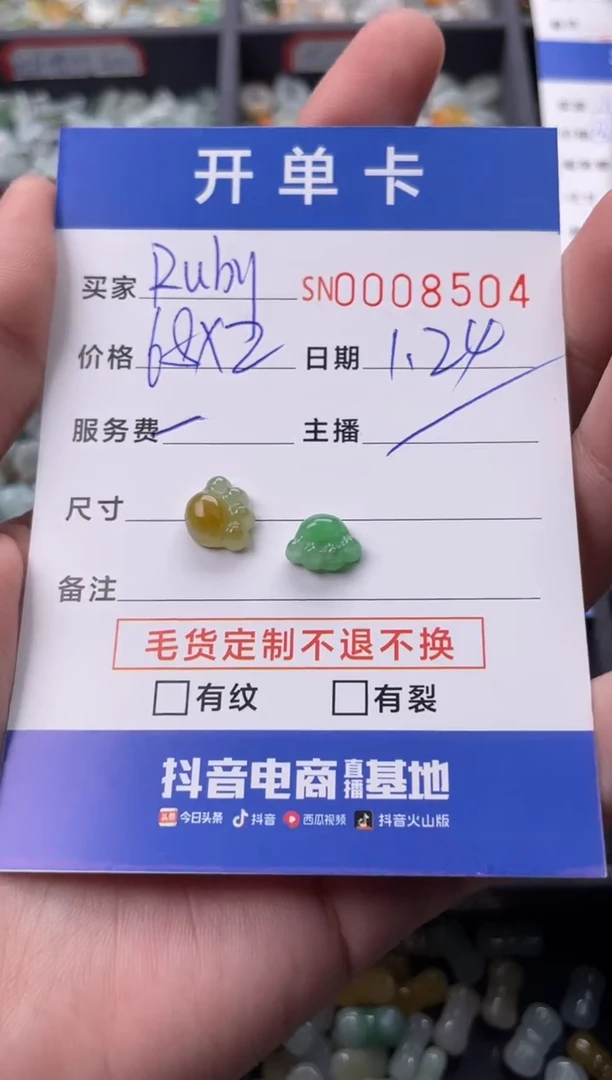 开单卡
买家 Ruby SN0008504
价格 68X2 日期 1.24
服务费 主播
尺寸
备注
毛货定制不退不换
有纹 有裂
抖音电商直播基地
头条 今日头条 抖音 西瓜视频 抖音火山版